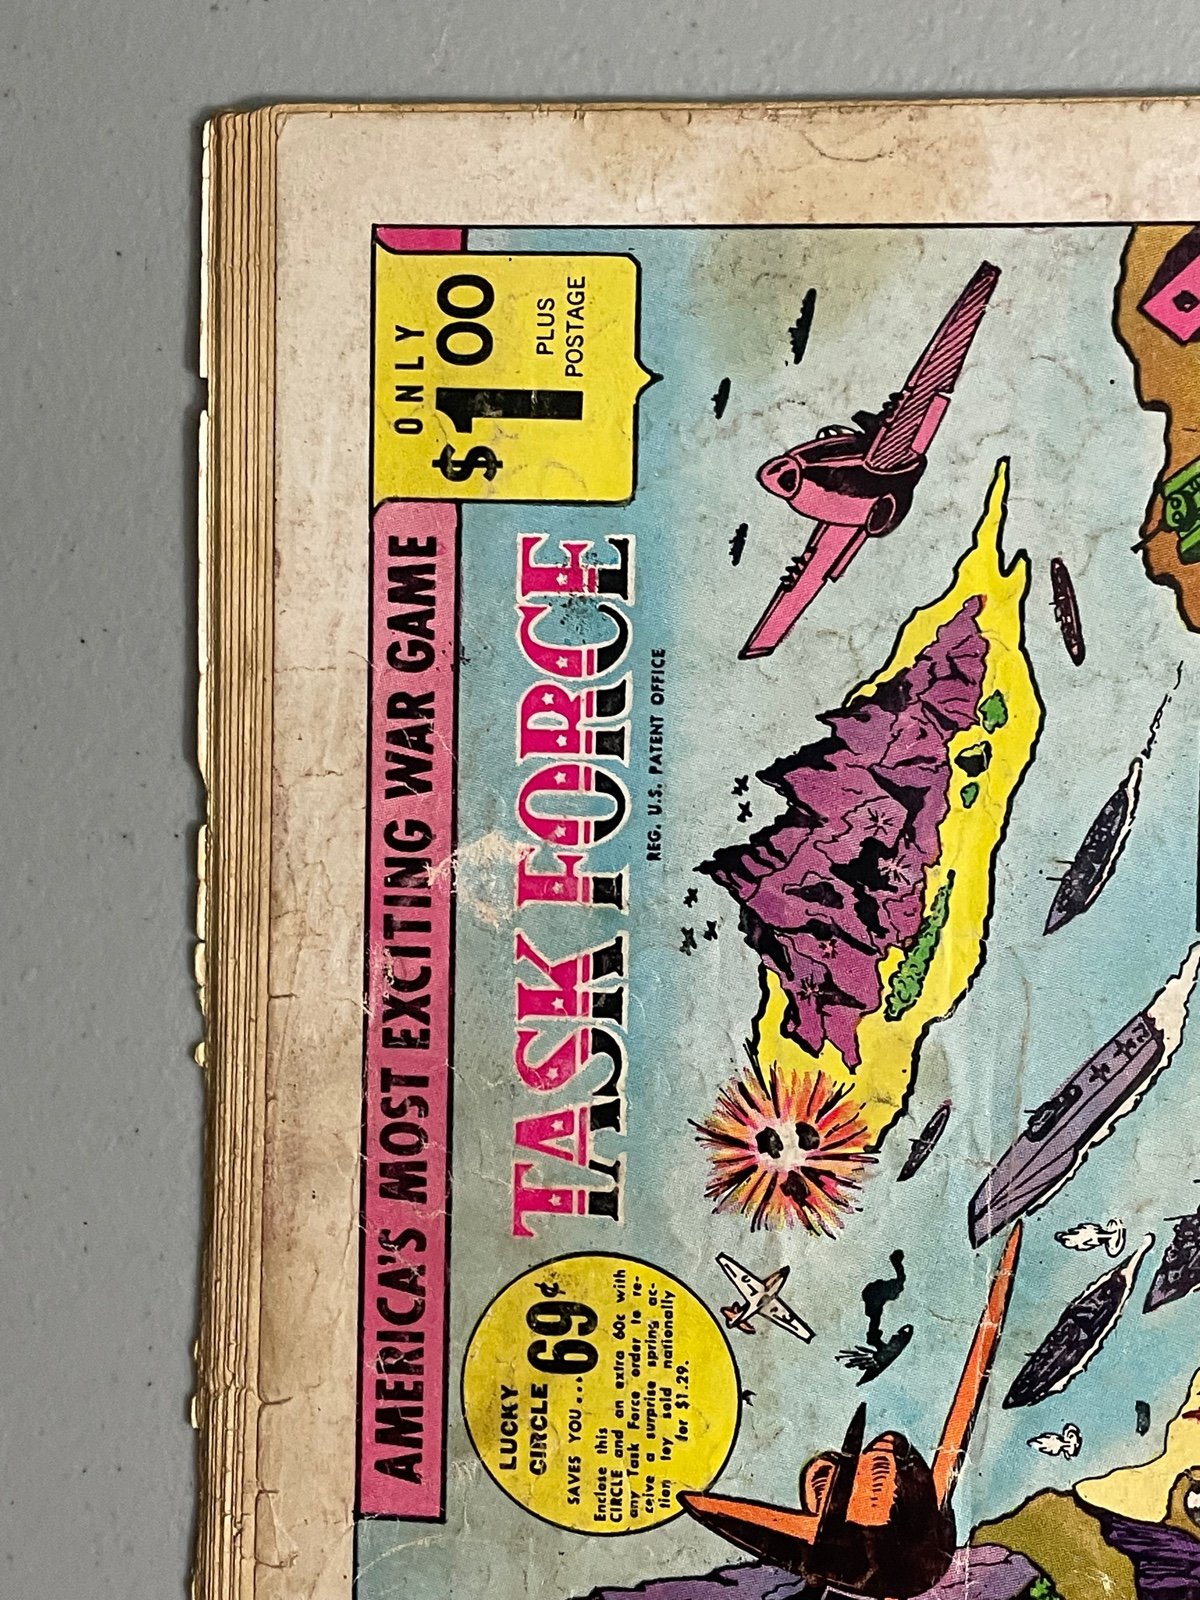 AMERICA'S MOST EXCITING WAR GAME
ONLY
$1.00
PLUS
POSTAGE
TASK FORCE
REG. U.S. PATENT OFFICE
LUCKY
CIRCLE
SAVES YOU...69¢
Enclose this
CIRCLE and an extra 60c with
any Task Force order to re-
ceive a surprise spring ac-
tion toy sold nationally
for $1.29.